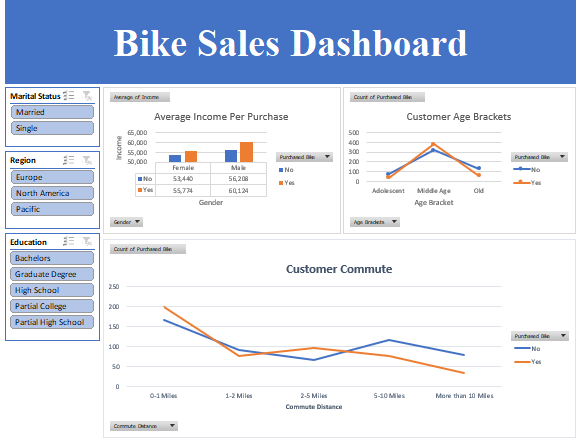 Bike Sales Dashboard
Marital Status
Married
Single
Region
Europe
North America
Pacific
Education
Bachelors
Graduate Degree
High School
Partial College
Partial High School
Average of Income
Average Income Per Purchase
Income
65,000
60,000
55,000
50,000
Female Male
No 53,440 56,208
Yes 55,774 60,124
Gender
Purchased Bike
No
Yes
Gender
Count of Purchased Bike
Customer Age Brackets
500
400
300
200
100
0
Adolescent Middle Age Old
Age Bracket
Purchased Bike
No
Yes
Age Brackets
Count of Purchased Bike
Customer Commute
250
200
150
100
50
0
0-1 Miles 1-2 Miles 2-5 Miles 5-10 Miles More than 10 Miles
Commute Distance
Purchased Bike
No
Yes
Commute Distance